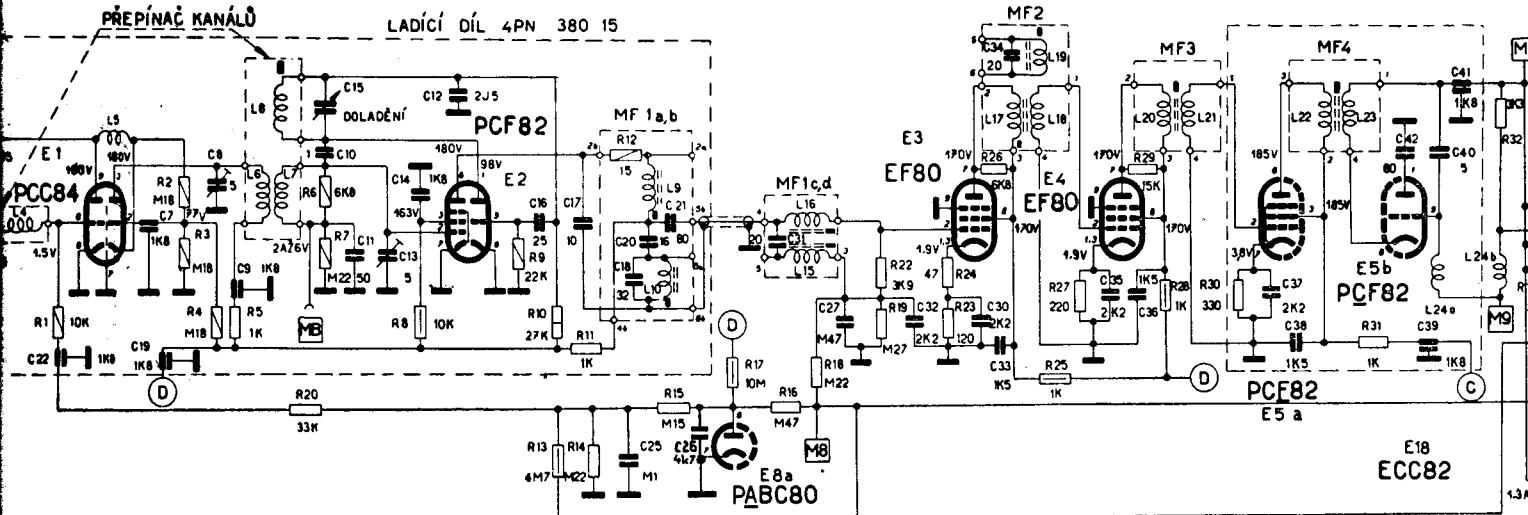 PŘEPÍNAČ KANÁLŮ
LADÍCÍ DÍL 4PN 380 15
MF2
MF3
MF4
MF 1a,b
MF1c,d
E1
PCC84
L4
1.5V
L5
180V
180V
R2
M18
77V
R3
M18
C7
1K8
C8
5
L6
L7
L8
C15
DOLADĚNÍ
C10
R6
6K8
R7
M22
C11
50
2A26V
C9
1K8
R4
M18
R5
1K
MB
R1
10K
C22
1K8
C19
1K8
D
C12
2J5
PCF82
E2
180V
98V
C14
1K8
163V
C13
5
R8
10K
R9
22K
C16
25
R10
27K
R11
1K
C17
10
R12
15
L9
C21
80
C20
16
C18
32
L10
2b
2a
L16
L15
20
R20
33K
R13
4M7
R14
M22
C25
M1
R15
M15
C26
4k7
E8a
PABC80
D
R17
10M
R16
M47
R18
M22
M8
C27
M47
R19
M27
R22
3K9
C32
2K2
R23
120
R24
47
C30
2K2
C33
1K5
E3
EF80
170V
R26
6K8
170V
1.9V
C34
20
L19
L17
L18
E4
EF80
170V
R29
15K
170V
1.9V
R27
220
C35
2K2
1K5
C36
R28
1K
R25
1K
D
L20
L21
L22
L23
185V
185V
3,8V
R30
330
C37
2K2
C38
1K5
R31
1K
C39
1K8
C
PCF82
E5a
E5b
PCF82
C42
80
C40
5
C41
1K8
L24a
L24b
M9
3K3
R32
E18
ECC82